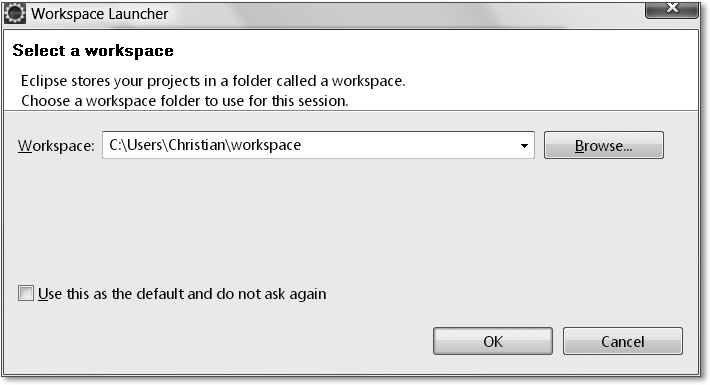 Workspace Launcher
Select a workspace
Eclipse stores your projects in a folder called a workspace.
Choose a workspace folder to use for this session.
Workspace: C:\Users\Christian\workspace Browse...
Use this as the default and do not ask again
OK Cancel